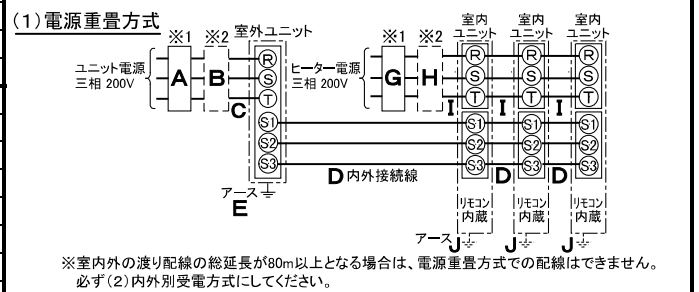 (1)電源重畳方式
※1 ※2 室外ユニット
ユニット電源
三相 200V
A B C
R
S
T
S1
S2
S3
アース
E
※1 ※2
ヒーター電源
三相 200V
G H
室内
ユニット
室内
ユニット
室内
ユニット
R R R
S S S
T T T
I I I
S1 S1 S1
S2 S2 S2
S3 S3 S3
D 内外接続線 D D
リモコン
内蔵
リモコン
内蔵
リモコン
内蔵
アース J J J
※室内外の渡り配線の総延長が80m以上となる場合は、電源重畳方式での配線はできません。
必ず(2)内外別受電方式にしてください。